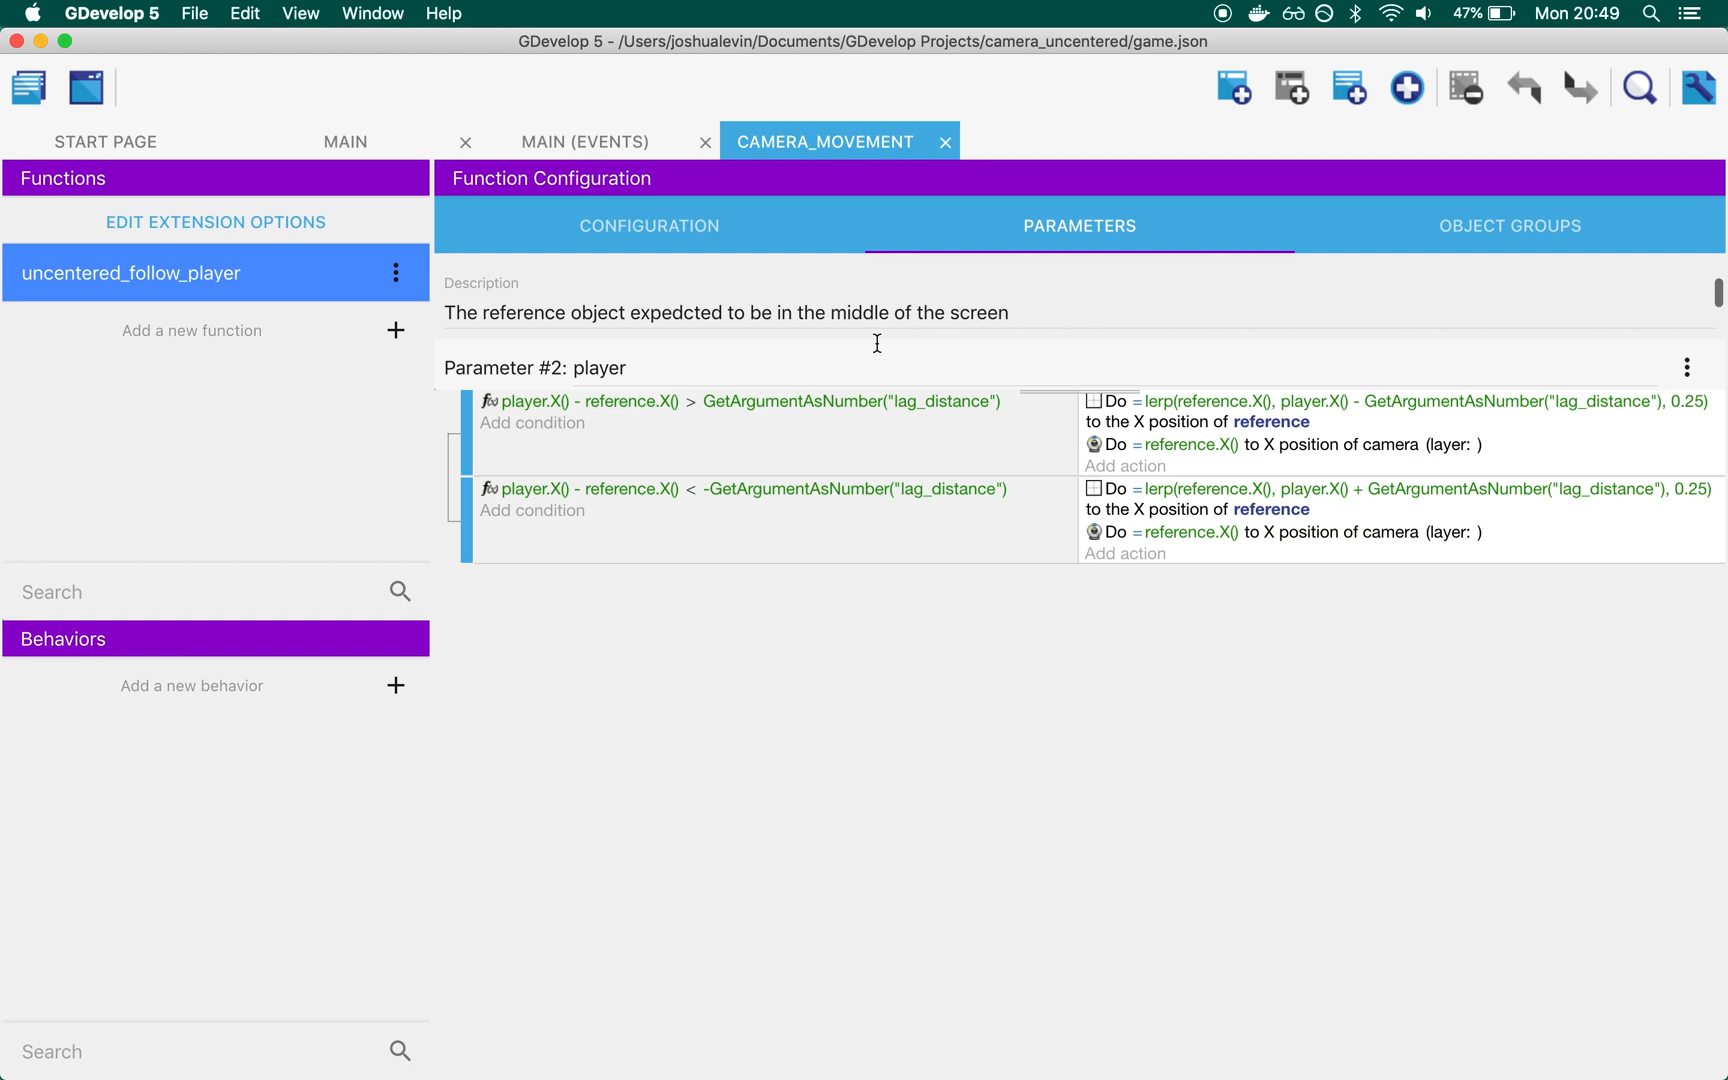 GDevelop 5 File Edit View Window Help 47% Mon 20:49
GDevelop 5 - /Users/joshualevin/Documents/GDevelop Projects/camera_uncentered/game.json
START PAGE MAIN MAIN (EVENTS) CAMERA_MOVEMENT
Functions
Function Configuration
EDIT EXTENSION OPTIONS
CONFIGURATION PARAMETERS OBJECT GROUPS
uncentered_follow_player
Add a new function
Description
The reference object expedcted to be in the middle of the screen
Parameter #2: player
player.X() - reference.X() > GetArgumentAsNumber("lag_distance")
Add condition
Do =lerp(reference.X(), player.X() - GetArgumentAsNumber("lag_distance"), 0.25)
to the X position of reference
Do =reference.X() to X position of camera (layer: )
Add action
player.X() - reference.X() < -GetArgumentAsNumber("lag_distance")
Add condition
Do =lerp(reference.X(), player.X() + GetArgumentAsNumber("lag_distance"), 0.25)
to the X position of reference
Do =reference.X() to X position of camera (layer: )
Add action
Search
Behaviors
Add a new behavior
Search